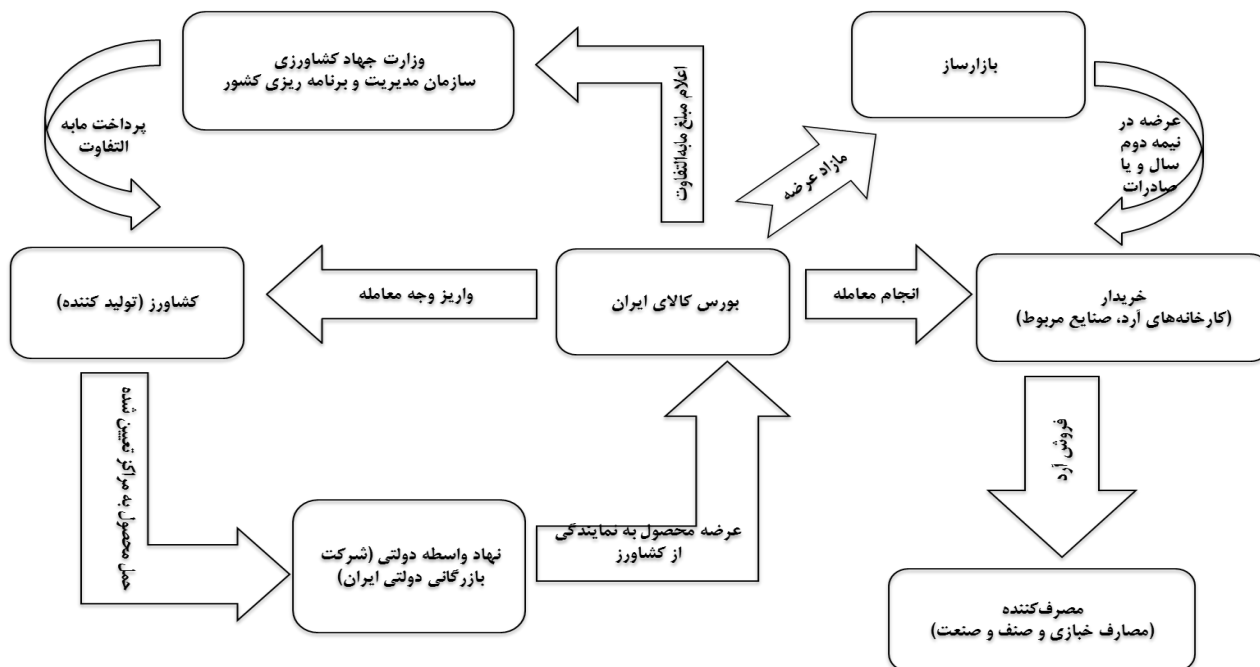 بازارساز
وزارت جهاد کشاورزی
سازمان مدیریت و برنامه ریزی کشور
عرضه در
نیمه دوم
سال و یا
صادرات
مازاد عرضه
اعلام مبلغ مابه‌التفاوت
پرداخت مابه
التفاوت
خریدار
(کارخانه‌های آرد، صنایع مربوط)
انجام معامله
بورس کالای ایران
واریز وجه معامله
کشاورز (تولید کننده)
فروش آرد
عرضه محصول به نمایندگی
از کشاورز
نهاد واسطه دولتی (شرکت
بازرگانی دولتی ایران)
حمل محصول به مراکز تعیین شده
مصرف‌کننده
(مصارف خبازی و صنف و صنعت)